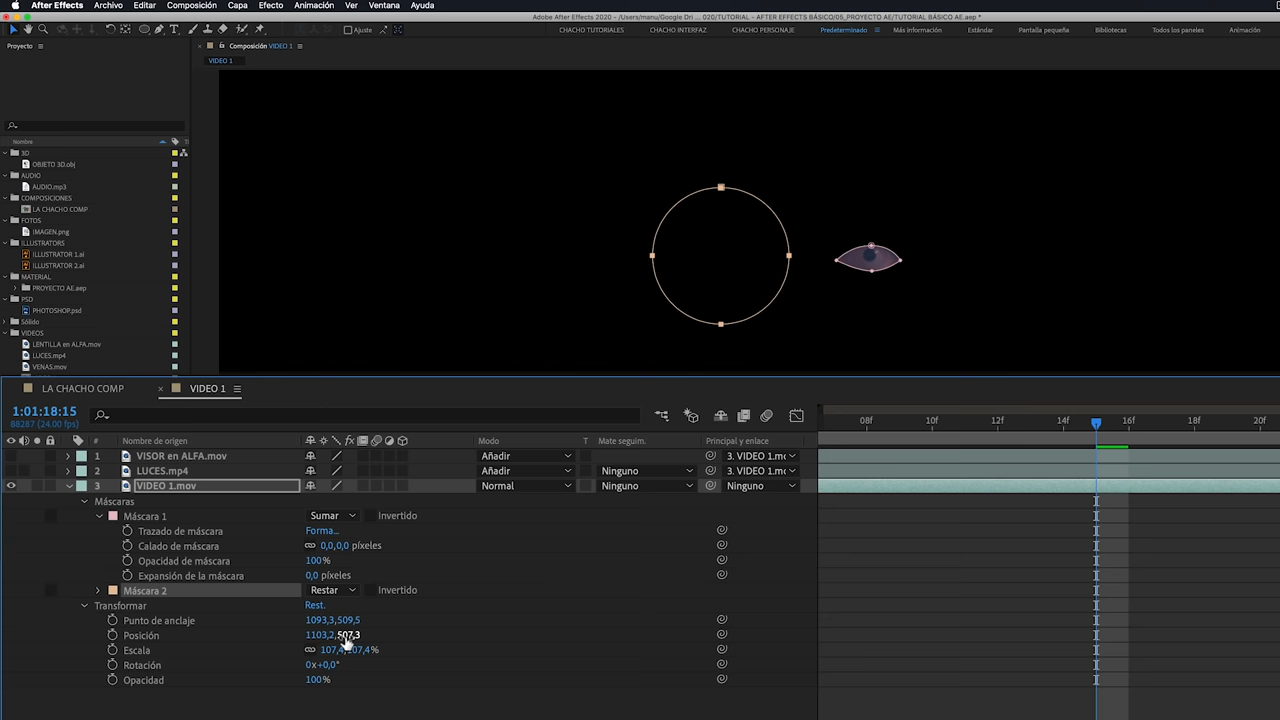 After Effects Archivo Editar Composición Capa Efecto Animación Ver Ventana Ayuda
Adobe After Effects 2020 - /Users/manu/Google Dri
020/TUTORIAL - AFTER EFFECTS BÁSICO/05_PROYECTO AE/TUTORIAL BÁSICO AE.aep *
Ajuste CHACHO TUTORIALES CHACHO INTERFAZ CHACHO PERSONAJE Predeterminado Más información Estándar Pantalla pequeña Bibliotecas Todos los paneles Animación
Proyecto
Composición VIDEO 1
VIDEO 1
Nombre
3D
OBJETO 3D.obj
AUDIO
AUDIO.mp3
COMPOSICIONES
LA CHACHO COMP
FOTOS
IMAGEN.png
ILLUSTRATORS
ILLUSTRATOR 1.ai
ILLUSTRATOR 2.ai
MATERIAL
PROYECTO AE.aep
PSD
PHOTOSHOP.psd
Sólido
VIDEOS
LENTILLA en ALFA.mov
LUCES.mp4
VENAS.mov
LA CHACHO COMP × VIDEO 1
1:01:18:15
88287 (24.00 fps)
08f 10f 12f 14f 16f 18f 20f
# Nombre de origen Modo T Mate seguim. Principal y enlace
1 VISOR en ALFA.mov Añadir 3. VIDEO 1.mo
2 LUCES.mp4 Añadir Ninguno 3. VIDEO 1.mo
3 VIDEO 1.mov Normal Ninguno Ninguno
Máscaras
Máscara 1 Sumar Invertido
Trazado de máscara Forma...
Calado de máscara 0,0,0,0 píxeles
Opacidad de máscara 100%
Expansión de la máscara 0,0 píxeles
Máscara 2 Restar Invertido
Transformar Rest.
Punto de anclaje 1093,3,509,5
Posición 1103,2,507,3
Escala 107,4,107,4%
Rotación 0x+0,0°
Opacidad 100%